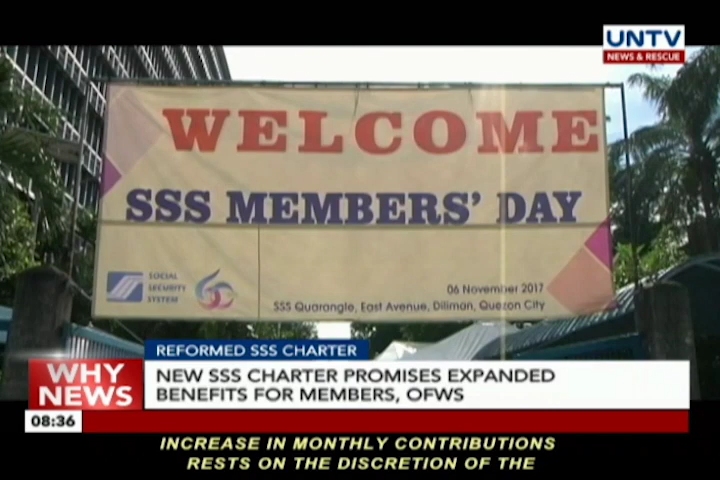 UNTV
NEWS & RESCUE
WELCOME
SSS MEMBERS' DAY
SOCIAL
SECURITY
SYSTEM
60
06 November 2017
SSS Quarangle, East Avenue, Diliman, Quezon City
REFORMED SSS CHARTER
WHY
NEWS
NEW SSS CHARTER PROMISES EXPANDED
BENEFITS FOR MEMBERS, OFWS
08:36
INCREASE IN MONTHLY CONTRIBUTIONS
RESTS ON THE DISCRETION OF THE